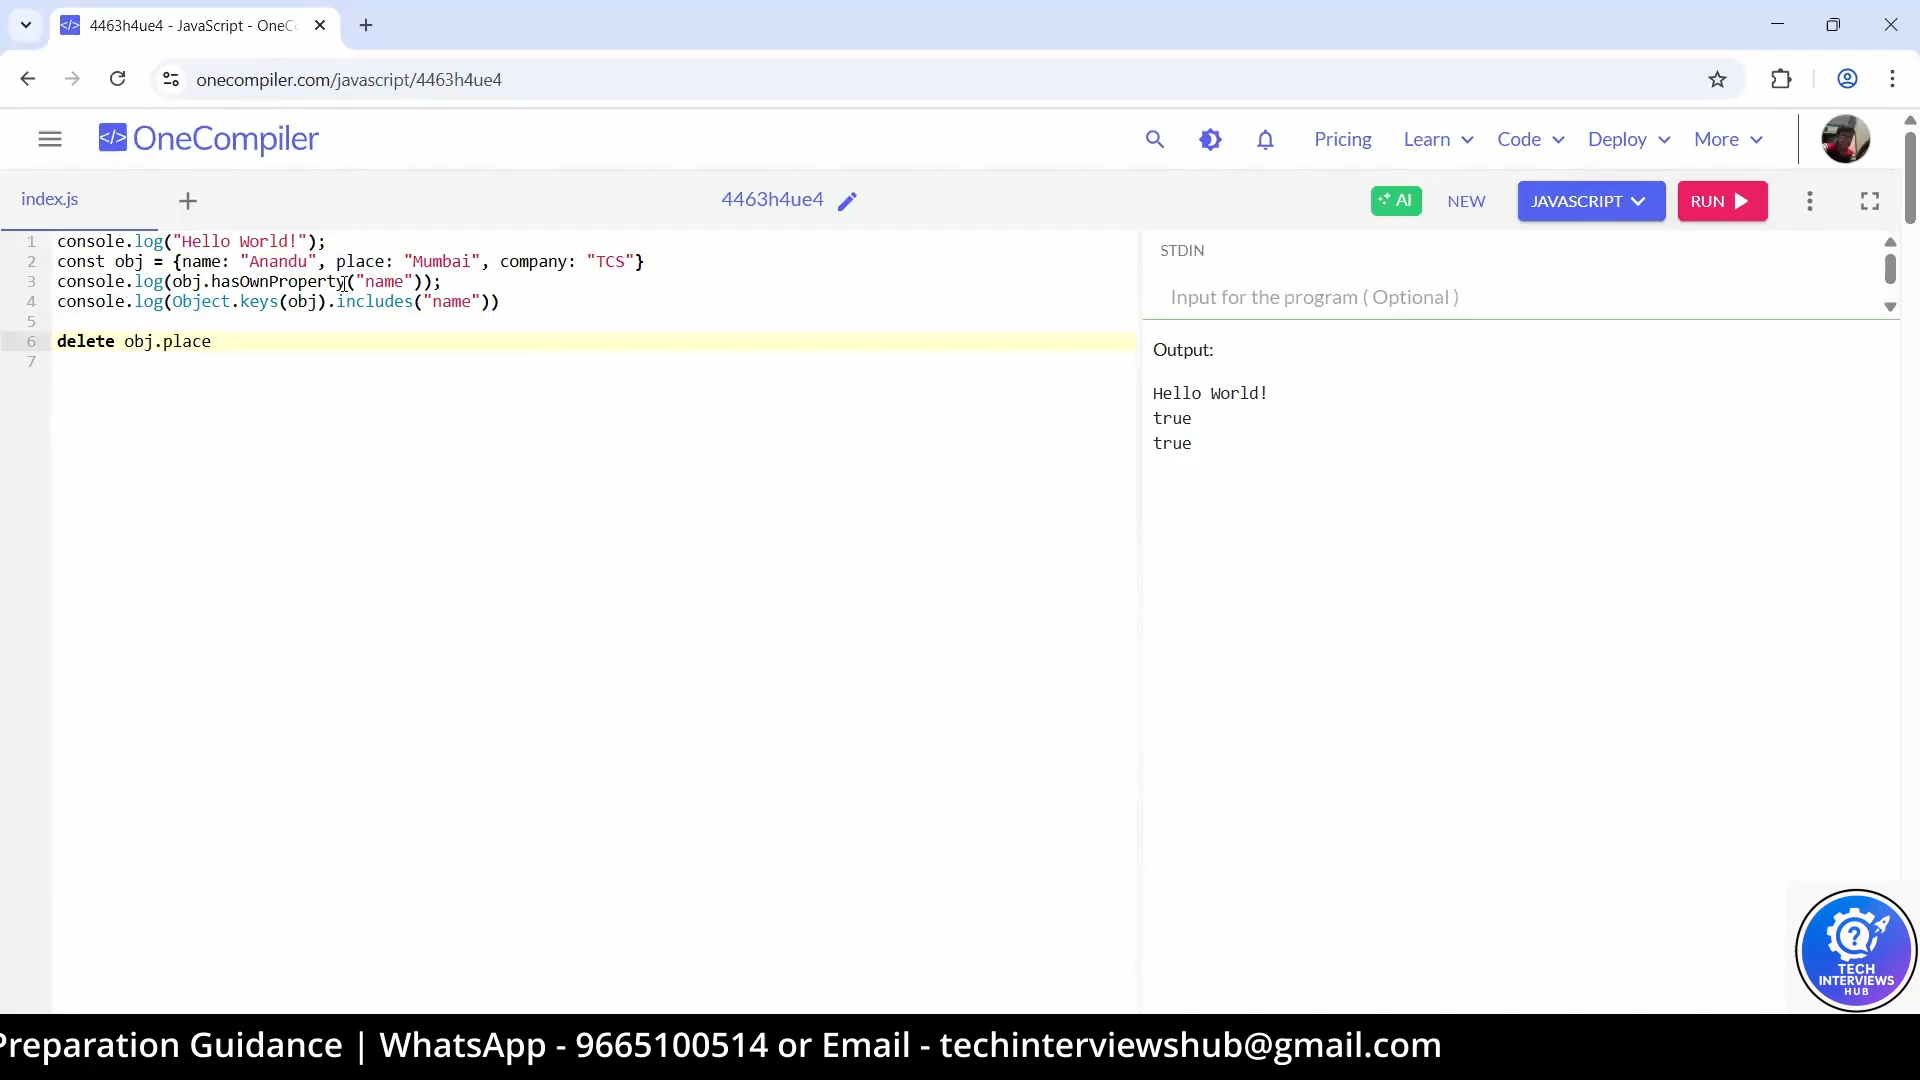 4463h4ue4 - JavaScript - OneC
onecompiler.com/javascript/4463h4ue4
</> OneCompiler
Pricing
Learn
Code
Deploy
More
index.js
4463h4ue4
AI
NEW
JAVASCRIPT
RUN
1 console.log("Hello World!");
2 const obj = {name: "Anandu", place: "Mumbai", company: "TCS"}
3 console.log(obj.hasOwnProperty("name"));
4 console.log(Object.keys(obj).includes("name"))
5
6 delete obj.place
7
STDIN
Input for the program ( Optional )
Output:
Hello World!
true
true
TECH
INTERVIEWS
HUB
Preparation Guidance | WhatsApp - 9665100514 or Email - techinterviewshub@gmail.com